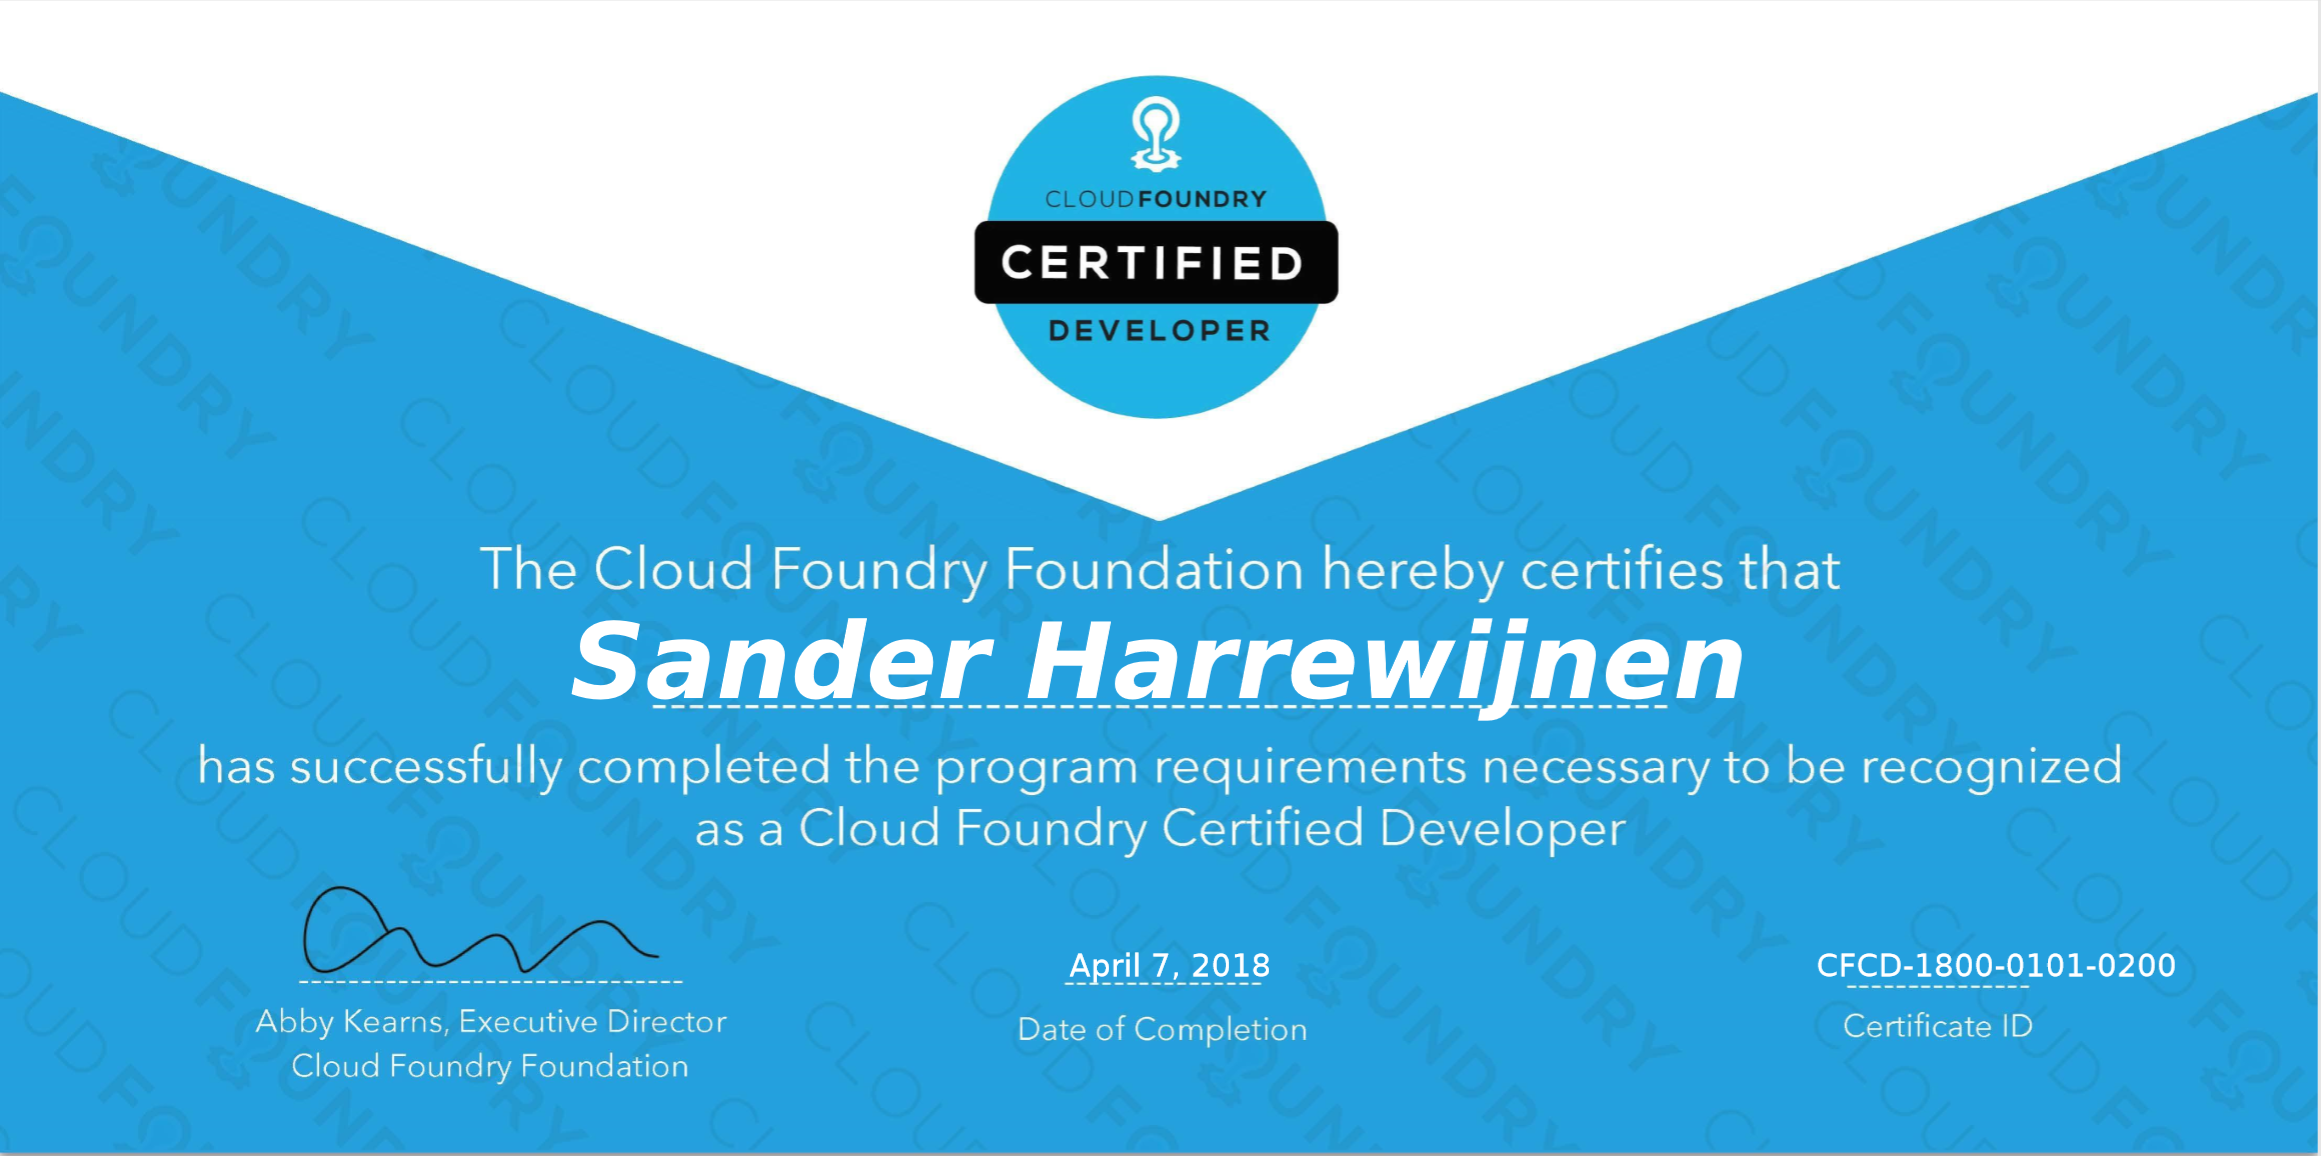 CLOUDFOUNDRY
CERTIFIED
DEVELOPER
The Cloud Foundry Foundation hereby certifies that
Sander Harrewijnen
has successfully completed the program requirements necessary to be recognized
as a Cloud Foundry Certified Developer
April 7, 2018
CFCD-1800-0101-0200
Abby Kearns, Executive Director
Cloud Foundry Foundation
Date of Completion
Certificate ID